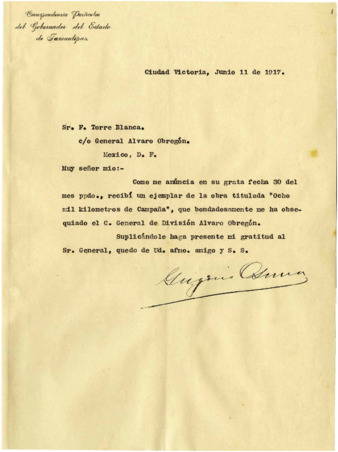 Correspondencia Particular
del Gobernador del Estado
de Tamaulipas.
1
Ciudad Victoria, Junio 11 de 1917.
Sr. F. Torre Blanca.
c/o General Alvaro Obregón.
Mexico, D. F.
Muy señor mio:-
Como me anúncia en su grata fecha 30 del
mes ppdo., recibí un ejemplar de la obra titulada "Ocho
mil kilometros de Campaña", que bondadosamente me ha obse-
quiado el C. General de División Alvaro Obregón.
Suplicándole haga presente mi gratitud al
Sr. General, quedo de Ud. afmo. amigo y S. S.